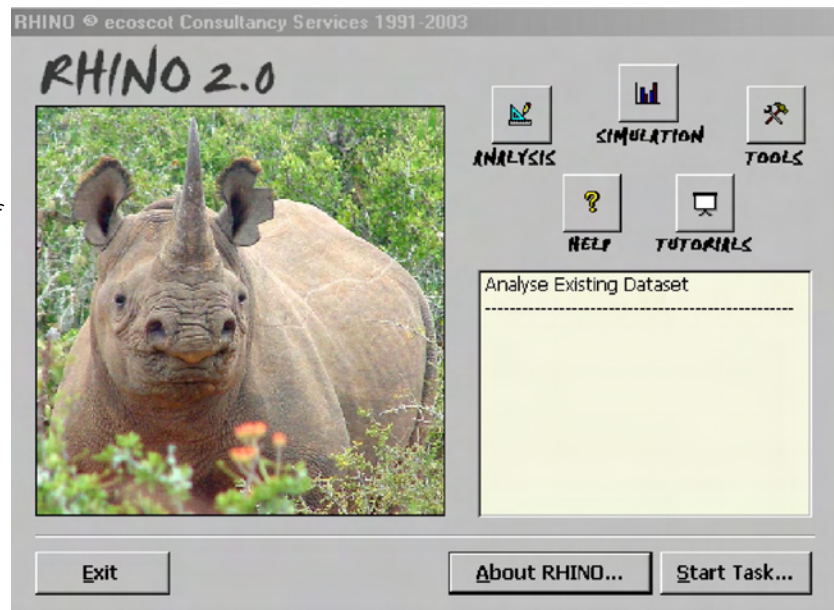 RHINO © ecoscot Consultancy Services 1991-2003
RHINO 2.0
ANALYSIS
SIMULATION
TOOLS
HELP
TUTORIALS
Analyse Existing Dataset
--------------------------------------------------
Exit
About RHINO...
Start Task...